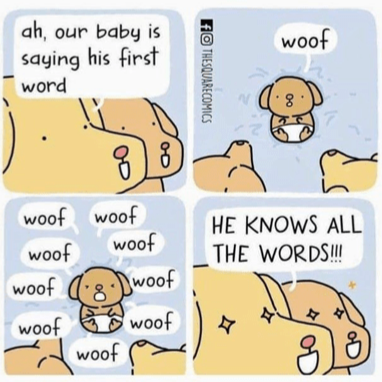 ah, our baby is
saying his first
word
THESQUARECOMICS
woof
woof
woof
woof
woof
woof
woof
woof
woof
woof
HE KNOWS ALL
THE WORDS!!!